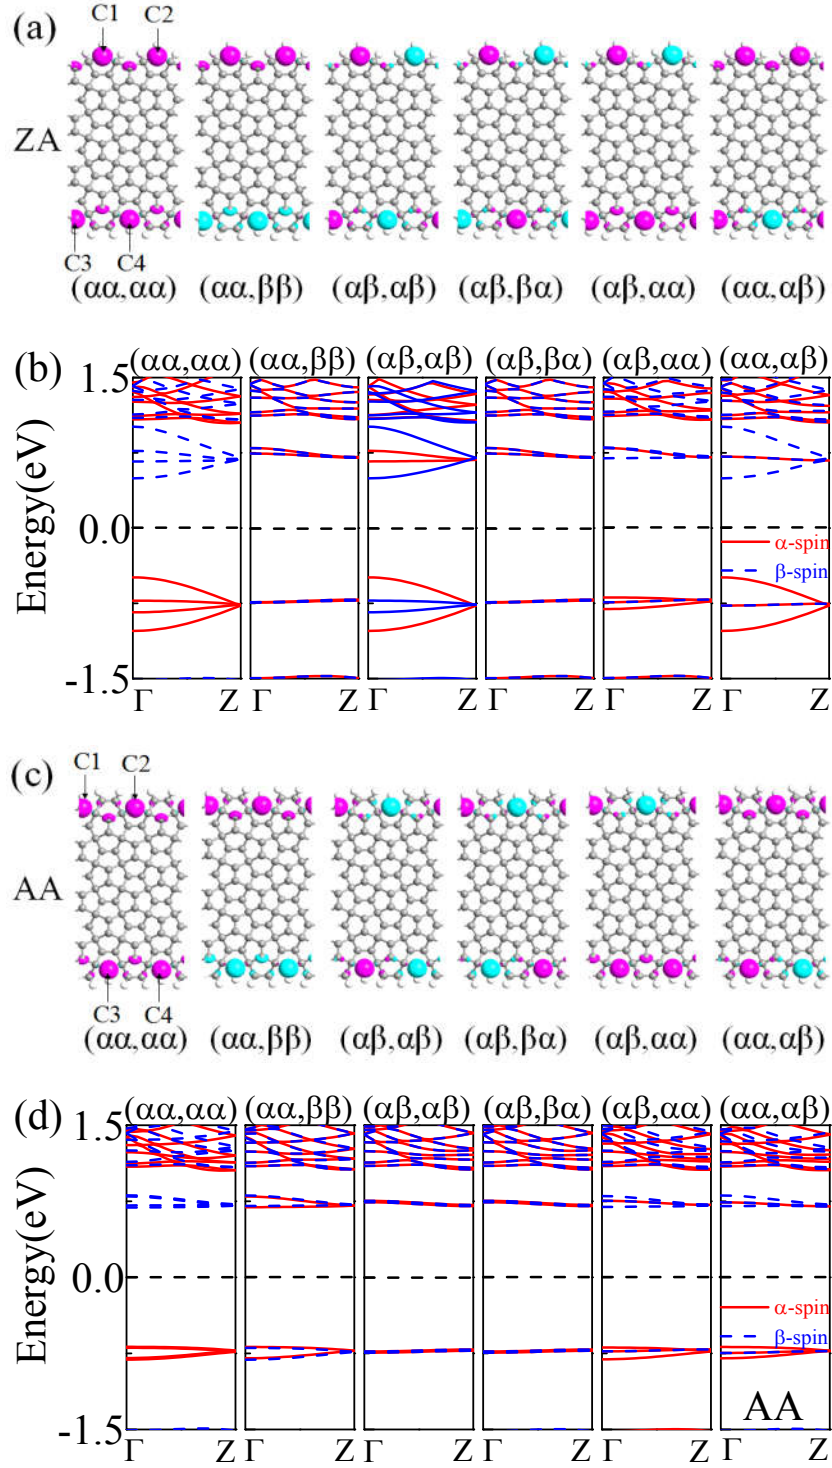 (a)
C1 C2
ZA
C3 C4
(αα,αα) (αα,ββ) (αβ,αβ) (αβ,βα) (αβ,αα) (αα,αβ)
(b)
(αα,αα) (αα,ββ) (αβ,αβ) (αβ,βα) (αβ,αα) (αα,αβ)
1.5
Energy(eV)
0.0
α-spin
β-spin
-1.5
Γ Z Γ Z Γ Z Γ Z Γ Z Γ Z
(c)
C1 C2
AA
C3 C4
(αα,αα) (αα,ββ) (αβ,αβ) (αβ,βα) (αβ,αα) (αα,αβ)
(d)
(αα,αα) (αα,ββ) (αβ,αβ) (αβ,βα) (αβ,αα) (αα,αβ)
1.5
Energy(eV)
0.0
α-spin
β-spin
AA
-1.5
Γ Z Γ Z Γ Z Γ Z Γ Z Γ Z